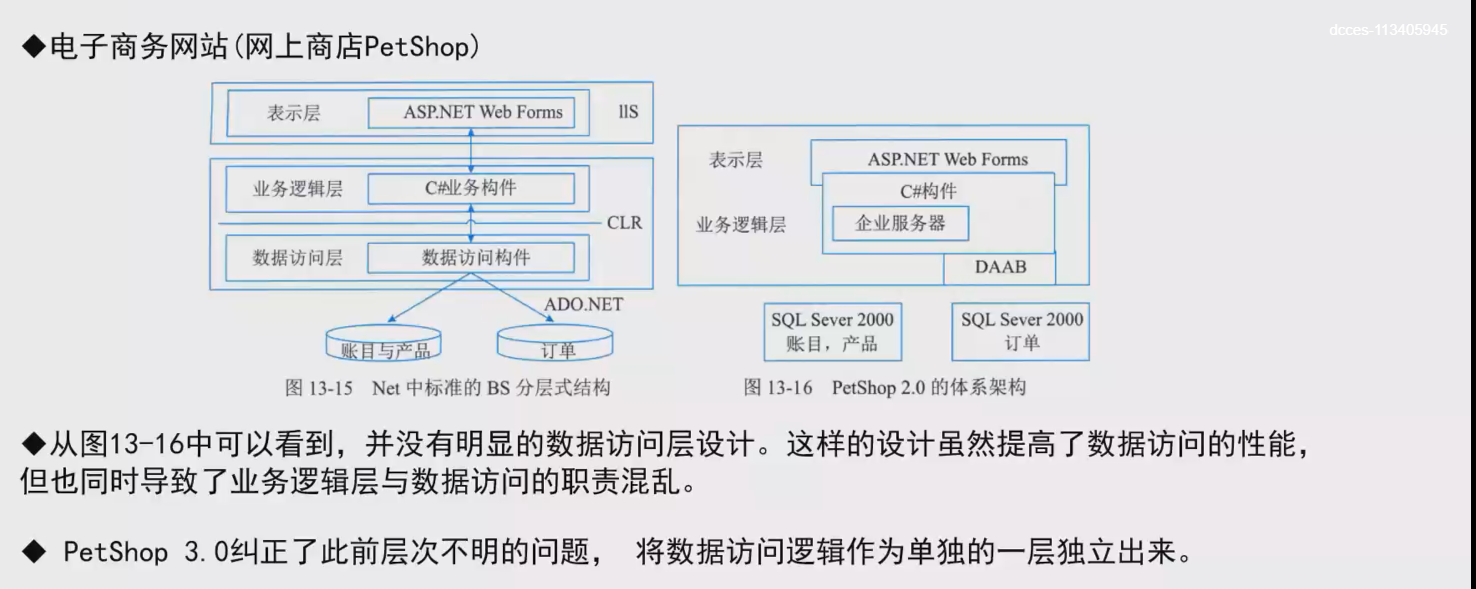 dcces-113405945
◆电子商务网站(网上商店PetShop)
表示层 ASP.NET Web Forms IIS
业务逻辑层 C#业务构件
CLR
数据访问层 数据访问构件
ADO.NET
账目与产品 订单
图 13-15 Net 中标准的 BS 分层式结构
表示层 ASP.NET Web Forms
C#构件
业务逻辑层 企业服务器
DAAB
SQL Sever 2000 SQL Sever 2000
账目，产品 订单
图 13-16 PetShop 2.0 的体系架构
◆从图13-16中可以看到，并没有明显的数据访问层设计。这样的设计虽然提高了数据访问的性能，
但也同时导致了业务逻辑层与数据访问的职责混乱。
◆ PetShop 3.0纠正了此前层次不明的问题， 将数据访问逻辑作为单独的一层独立出来。